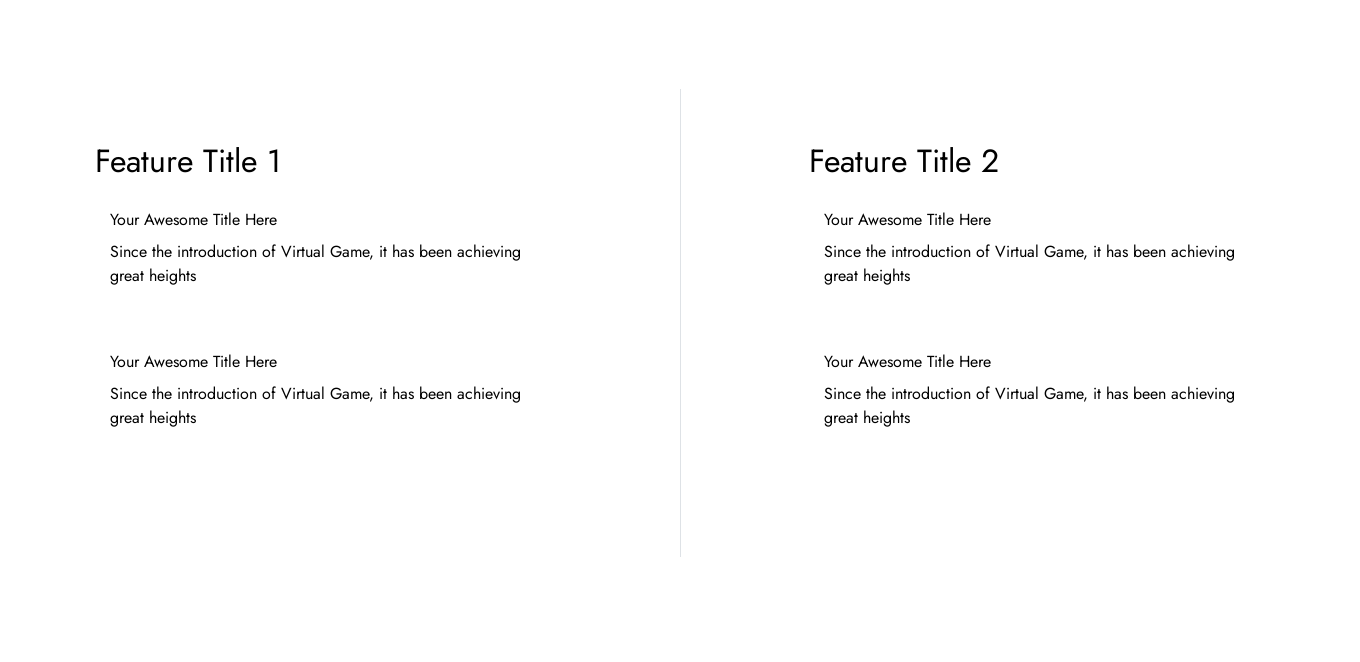 Feature Title 1
Your Awesome Title Here
Since the introduction of Virtual Game, it has been achieving
great heights
Your Awesome Title Here
Since the introduction of Virtual Game, it has been achieving
great heights
Feature Title 2
Your Awesome Title Here
Since the introduction of Virtual Game, it has been achieving
great heights
Your Awesome Title Here
Since the introduction of Virtual Game, it has been achieving
great heights